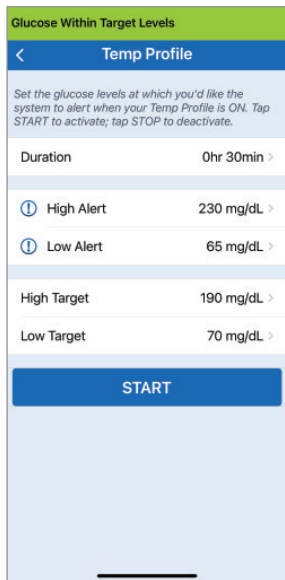 Glucose Within Target Levels
Temp Profile
Set the glucose levels at which you'd like the
system to alert when your Temp Profile is ON. Tap
START to activate; tap STOP to deactivate.
Duration 0hr 30min >
High Alert 230 mg/dL >
Low Alert 65 mg/dL >
High Target 190 mg/dL >
Low Target 70 mg/dL >
START